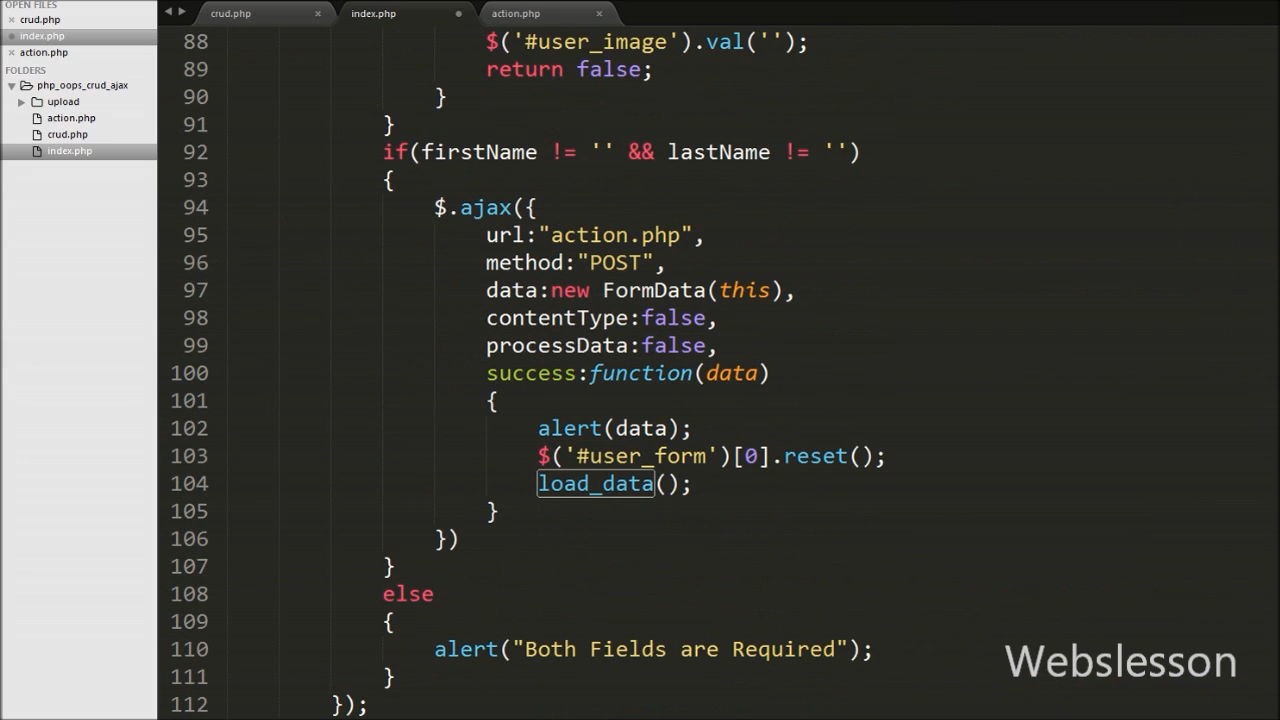 OPEN FILES
crud.php
index.php
action.php
FOLDERS
php_oops_crud_ajax
upload
action.php
crud.php
index.php
crud.php × index.php action.php ×
88 $('#user_image').val('');
89 return false;
90 }
91 }
92 if(firstName != '' && lastName != '')
93 {
94 $.ajax({
95 url:"action.php",
96 method:"POST",
97 data:new FormData(this),
98 contentType:false,
99 processData:false,
100 success:function(data)
101 {
102 alert(data);
103 $('#user_form')[0].reset();
104 load_data();
105 }
106 })
107 }
108 else
109 {
110 alert("Both Fields are Required");
111 }
112 });
Webslesson